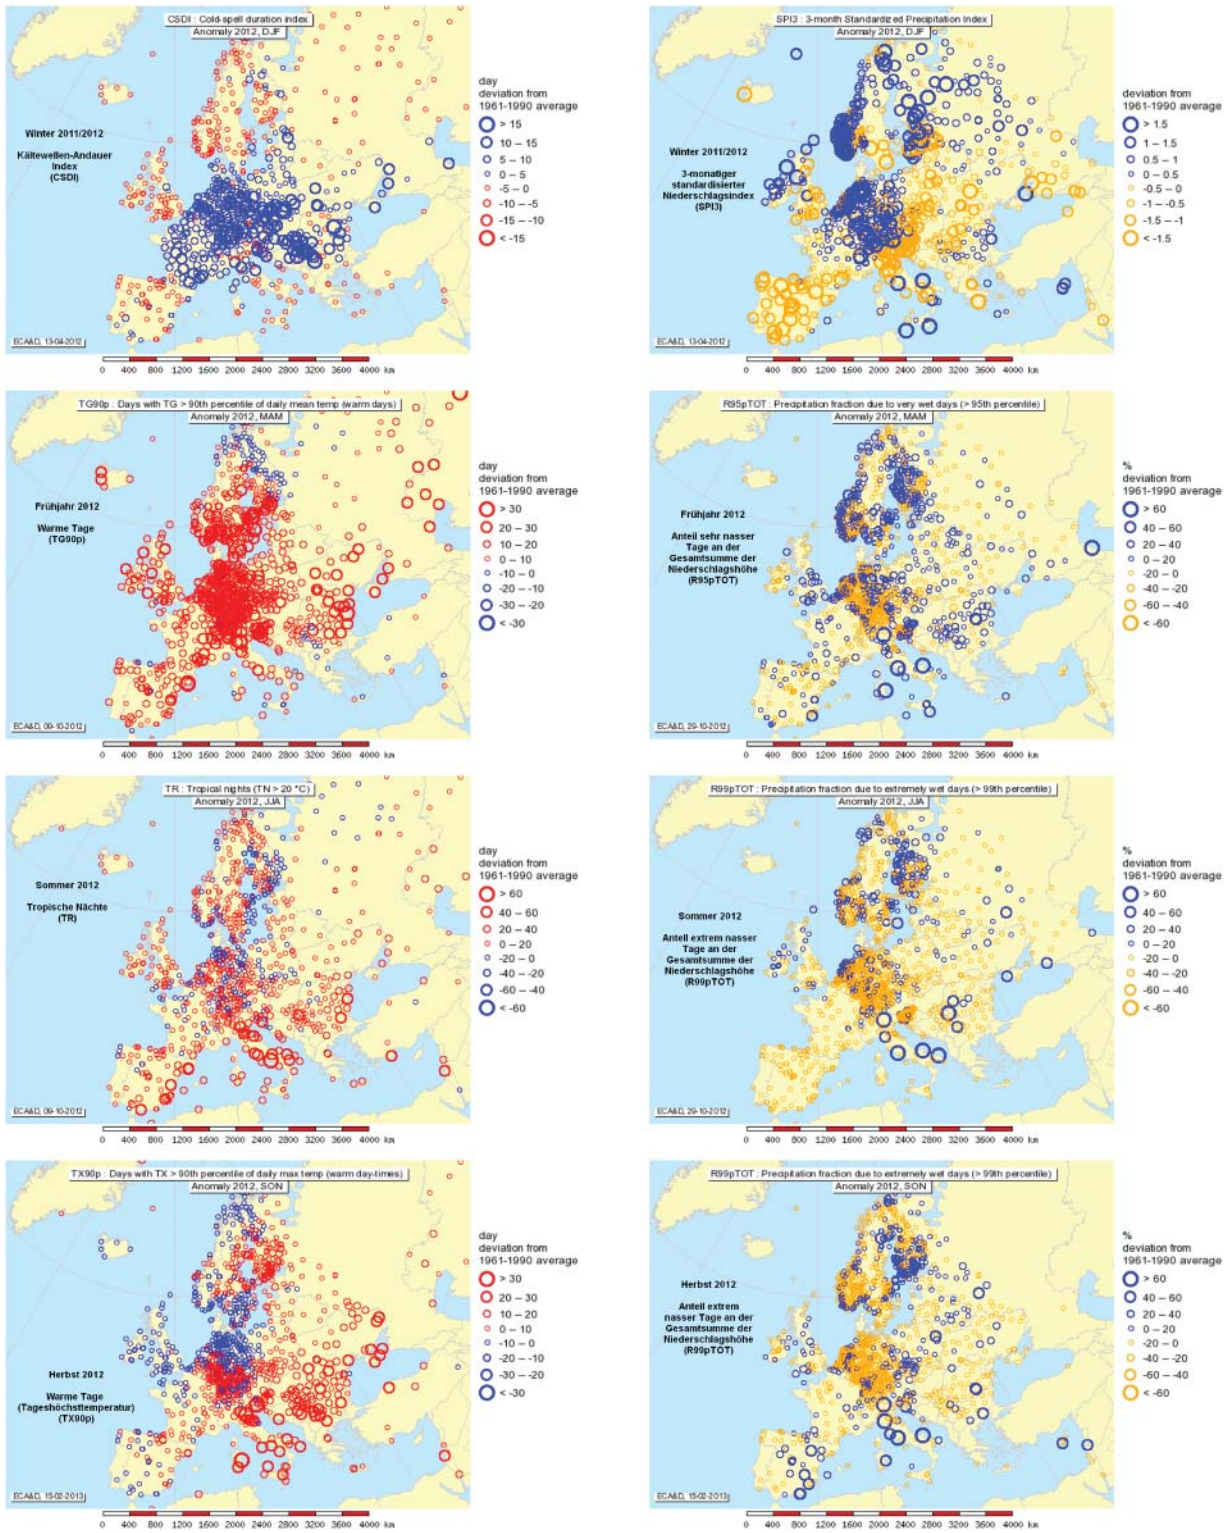 CSDI : Cold-spell duration index
Anomaly 2012, DJF
Winter 2011/2012
Kältewellen-Andauer
Index
(CSDI)
ECA&D, 13-04-2012
0 400 800 1200 1600 2000 2400 2800 3200 3600 4000 km
day
deviation from
1961-1990 average
> 15
10 – 15
5 – 10
0 – 5
-5 – 0
-10 – -5
-15 – -10
< -15
SPI3 : 3-month Standardized Precipitation Index
Anomaly 2012, DJF
Winter 2011/2012
3-monatiger
standardisierter
Niederschlagsindex
(SPI3)
ECA&D, 13-04-2012
0 400 800 1200 1600 2000 2400 2800 3200 3600 4000 km
deviation from
1961-1990 average
> 1.5
1 – 1.5
0.5 – 1
0 – 0.5
-0.5 – 0
-1 – -0.5
-1.5 – -1
< -1.5
TG90p : Days with TG > 90th percentile of daily mean temp (warm days)
Anomaly 2012, MAM
Frühjahr 2012
Warme Tage
(TG90p)
ECA&D, 09-10-2012
0 400 800 1200 1600 2000 2400 2800 3200 3600 4000 km
day
deviation from
1961-1990 average
> 30
20 – 30
10 – 20
0 – 10
-10 – 0
-20 – -10
-30 – -20
< -30
R95pTOT : Precipitation fraction due to very wet days (> 95th percentile)
Anomaly 2012, MAM
Frühjahr 2012
Anteil sehr nasser
Tage an der
Gesamtsumme der
Niederschlagshöhe
(R95pTOT)
ECA&D, 29-10-2012
0 400 800 1200 1600 2000 2400 2800 3200 3600 4000 km
%
deviation from
1961-1990 average
> 60
40 – 60
20 – 40
0 – 20
-20 – 0
-40 – -20
-60 – -40
< -60
TR : Tropical nights (TN > 20 °C)
Anomaly 2012, JJA
Sommer 2012
Tropische Nächte
(TR)
ECA&D, 09-10-2012
0 400 800 1200 1600 2000 2400 2800 3200 3600 4000 km
day
deviation from
1961-1990 average
> 60
40 – 60
20 – 40
0 – 20
-20 – 0
-40 – -20
-60 – -40
< -60
R99pTOT : Precipitation fraction due to extremely wet days (> 99th percentile)
Anomaly 2012, JJA
Sommer 2012
Anteil extrem nasser
Tage an der
Gesamtsumme der
Niederschlagshöhe
(R99pTOT)
ECA&D, 29-10-2012
0 400 800 1200 1600 2000 2400 2800 3200 3600 4000 km
%
deviation from
1961-1990 average
> 60
40 – 60
20 – 40
0 – 20
-20 – 0
-40 – -20
-60 – -40
< -60
TX90p : Days with TX > 90th percentile of daily max temp (warm day-times)
Anomaly 2012, SON
Herbst 2012
Warme Tage
(Tageshöchsttemperatur)
(TX90p)
ECA&D, 15-02-2013
0 400 800 1200 1600 2000 2400 2800 3200 3600 4000 km
day
deviation from
1961-1990 average
> 30
20 – 30
10 – 20
0 – 10
-10 – 0
-20 – -10
-30 – -20
< -30
R99pTOT : Precipitation fraction due to extremely wet days (> 99th percentile)
Anomaly 2012, SON
Herbst 2012
Anteil extrem
nasser Tage an der
Gesamtsumme der
Niederschlagshöhe
(R99pTOT)
ECA&D, 15-02-2013
0 400 800 1200 1600 2000 2400 2800 3200 3600 4000 km
%
deviation from
1961-1990 average
> 60
40 – 60
20 – 40
0 – 20
-20 – 0
-40 – -20
-60 – -40
< -60